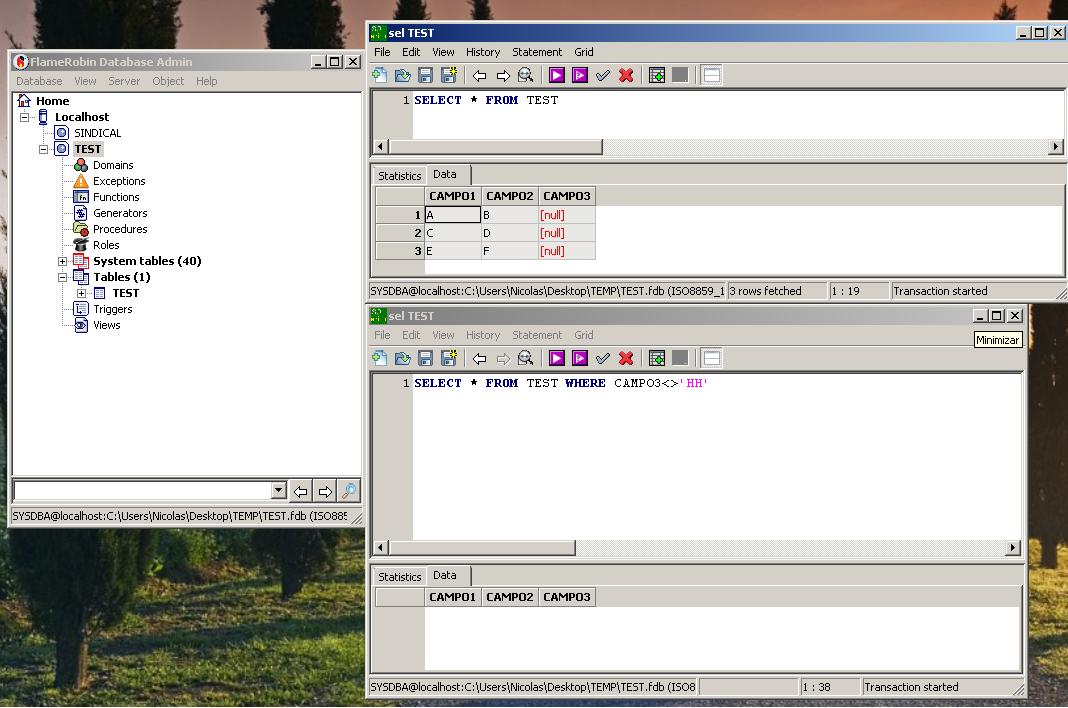 FlameRobin Database Admin
Database View Server Object Help
Home
Localhost
SINDICAL
TEST
Domains
Exceptions
Functions
Generators
Procedures
Roles
System tables (40)
Tables (1)
TEST
Triggers
Views
SYSDBA@localhost:C:\Users\Nicolas\Desktop\TEMP\TEST.fdb (ISO885
sel TEST
File Edit View History Statement Grid
1 SELECT * FROM TEST
Statistics Data
CAMPO1 CAMPO2 CAMPO3
1 A B [null]
2 C D [null]
3 E F [null]
SYSDBA@localhost:C:\Users\Nicolas\Desktop\TEMP\TEST.fdb (ISO8859_1 3 rows fetched 1 : 19 Transaction started
sel TEST
File Edit View History Statement Grid
Minimizar
1 SELECT * FROM TEST WHERE CAMPO3<>'HH'
Statistics Data
CAMPO1 CAMPO2 CAMPO3
SYSDBA@localhost:C:\Users\Nicolas\Desktop\TEMP\TEST.fdb (ISO8 1 : 38 Transaction started